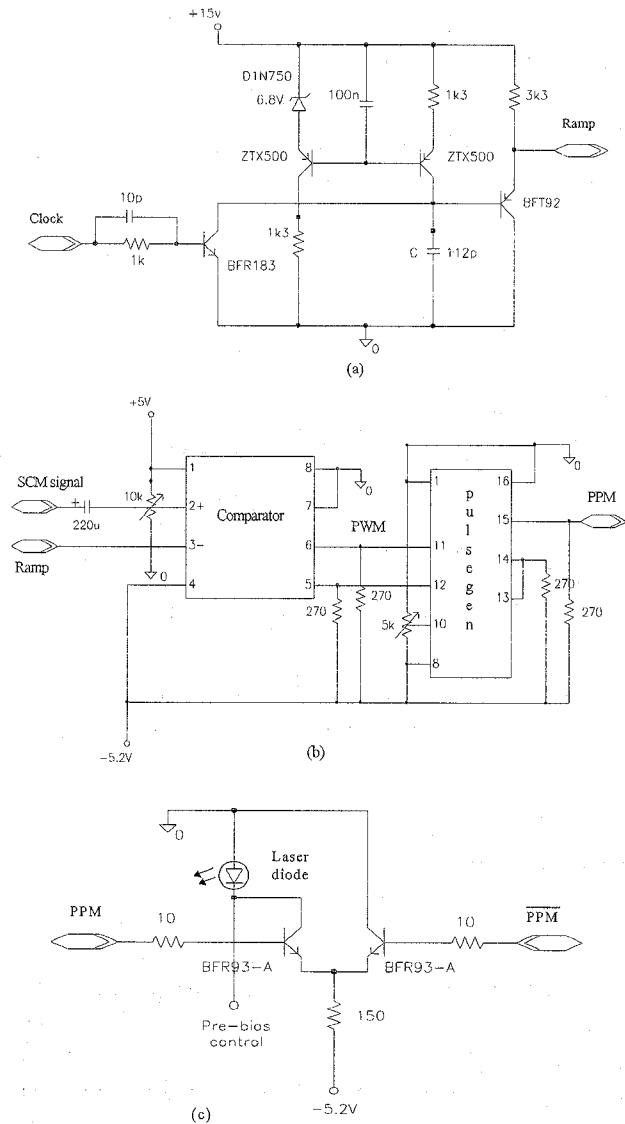 +15v
D1N750
6.8V
100n
1k3
3k3
Ramp
ZTX500
ZTX500
BFT92
10p
Clock
1k
BFR183
1k3
C
112p
0
(a)
+5V
SCM signal
10k
220u
Ramp
0
1
2+
3-
4
Comparator
8
7
6
5
0
PWM
270
270
5k
1
11
12
10
8
pulsegen
16
15
14
13
0
PPM
270
270
-5.2V
(b)
0
Laser
diode
PPM
10
BFR93-A
BFR93-A
10
PPM
Pre-bias
control
150
-5.2V
(c)